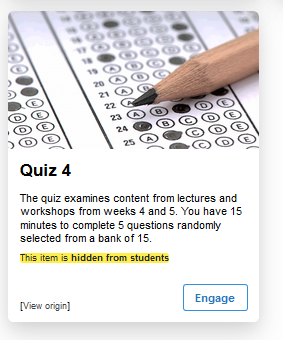 Quiz 4
The quiz examines content from lectures and
workshops from weeks 4 and 5. You have 15
minutes to complete 5 questions randomly
selected from a bank of 15.
This item is hidden from students
[View origin]
Engage